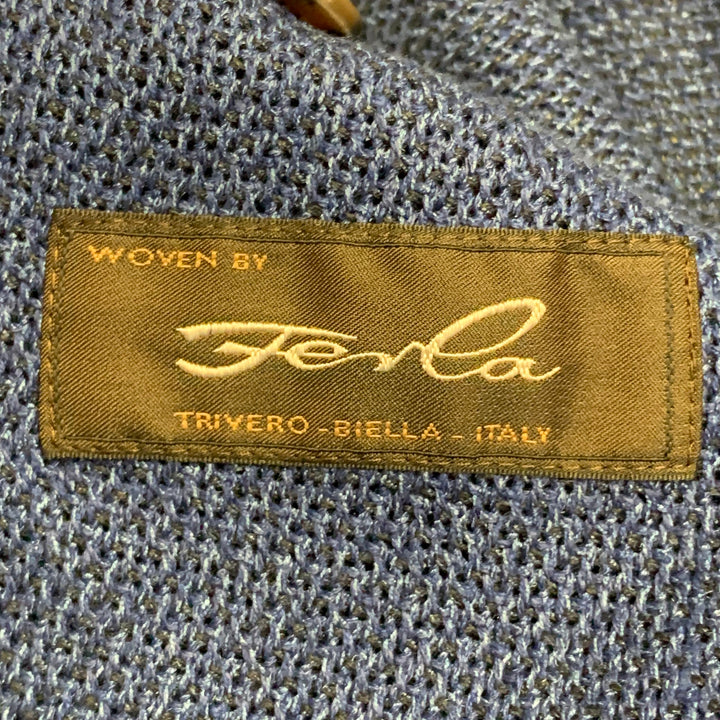 WOVEN BY
Ferla
TRIVERO - BIELLA - ITALY